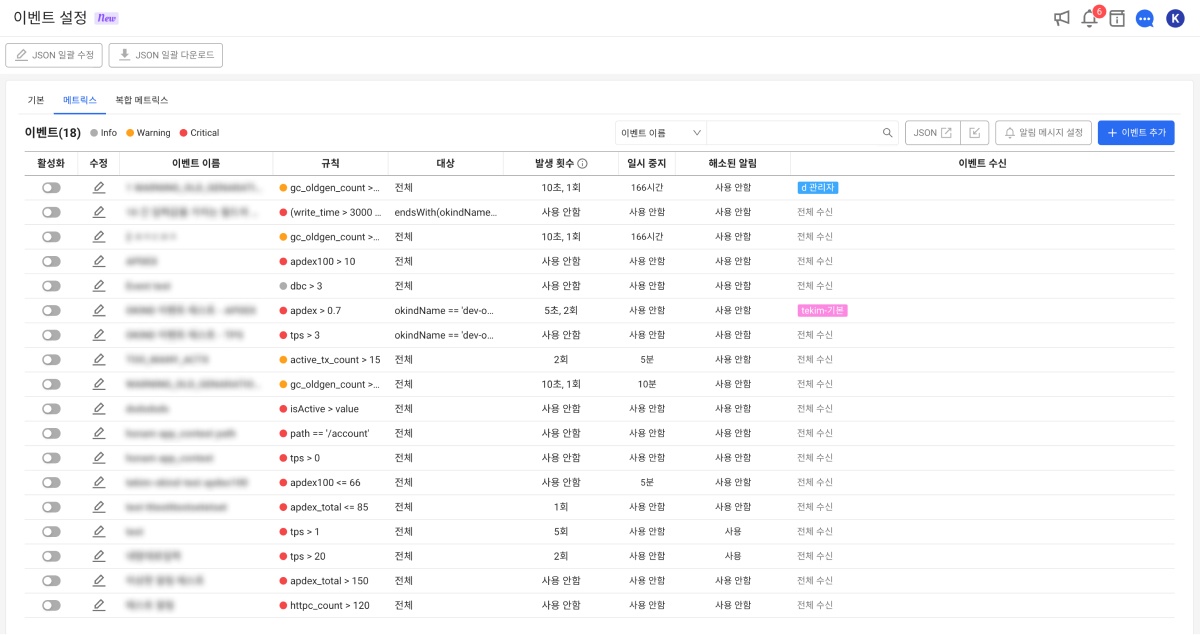 이벤트 설정 New
6
K
JSON 일괄 수정 JSON 일괄 다운로드
기본 메트릭스 복합 메트릭스
이벤트(18) Info Warning Critical 이벤트 이름 JSON 알림 메시지 설정 이벤트 추가
활성화 수정 이벤트 이름 규칙 대상 발생 횟수 일시 중지 해소된 알림 이벤트 수신
gc_oldgen_count >... 전체 10초, 1회 166시간 사용 안함 d 관리자
(write_time > 3000 ... endsWith(okindName... 사용 안함 사용 안함 사용 안함 전체 수신
gc_oldgen_count >... 전체 10초, 1회 166시간 사용 안함 전체 수신
apdex100 > 10 전체 사용 안함 사용 안함 사용 안함 전체 수신
dbc > 3 전체 사용 안함 사용 안함 사용 안함 전체 수신
apdex > 0.7 okindName == 'dev-o... 5초, 2회 사용 안함 사용 안함 tekim-기본
tps > 3 okindName == 'dev-o... 사용 안함 사용 안함 사용 안함 전체 수신
active_tx_count > 15 전체 2회 5분 사용 안함 전체 수신
gc_oldgen_count >... 전체 10초, 1회 10분 사용 안함 전체 수신
isActive > value 전체 사용 안함 사용 안함 사용 안함 전체 수신
path == '/account' 전체 사용 안함 사용 안함 사용 안함 전체 수신
tps > 0 전체 사용 안함 사용 안함 사용 안함 전체 수신
apdex100 <= 66 전체 사용 안함 5분 사용 안함 전체 수신
apdex_total <= 85 전체 1회 사용 안함 사용 안함 전체 수신
tps > 1 전체 5회 사용 안함 사용 전체 수신
tps > 20 전체 2회 사용 안함 사용 전체 수신
apdex_total > 150 전체 사용 안함 사용 안함 사용 안함 전체 수신
httpc_count > 120 전체 사용 안함 사용 안함 사용 안함 전체 수신